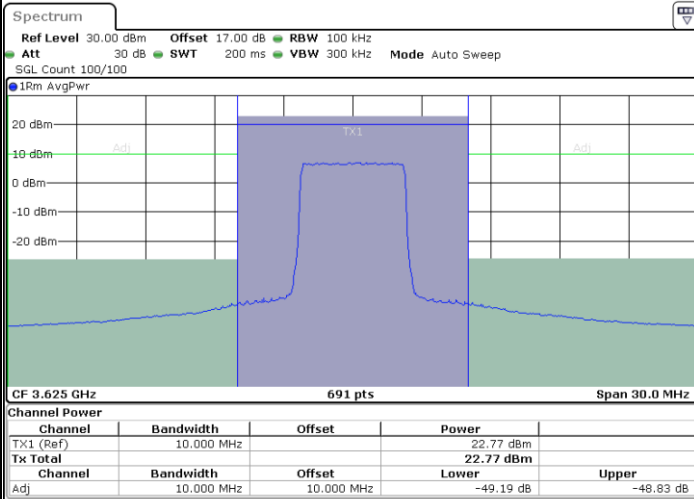 Spectrum
Ref Level 30.00 dBm Offset 17.00 dB RBW 100 kHz
Att 30 dB SWT 200 ms VBW 300 kHz Mode Auto Sweep
SGL Count 100/100
1Rm AvgPwr
20 dBm
TX1
Adj
Adj
10 dBm
0 dBm
-10 dBm
-20 dBm
CF 3.625 GHz 691 pts Span 30.0 MHz
Channel Power
Channel Bandwidth Offset Power
TX1 (Ref) 10.000 MHz 22.77 dBm
Tx Total 22.77 dBm
Channel Bandwidth Offset Lower Upper
Adj 10.000 MHz 10.000 MHz -49.19 dB -48.83 dB